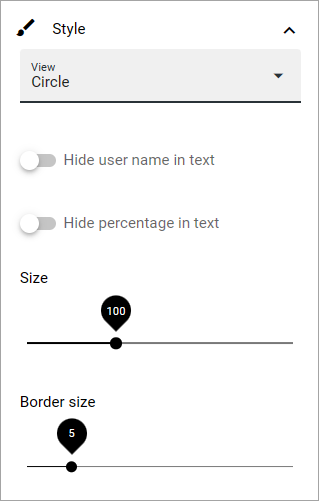 Style
View
Circle
Hide user name in text
Hide percentage in text
Size
100
Border size
5